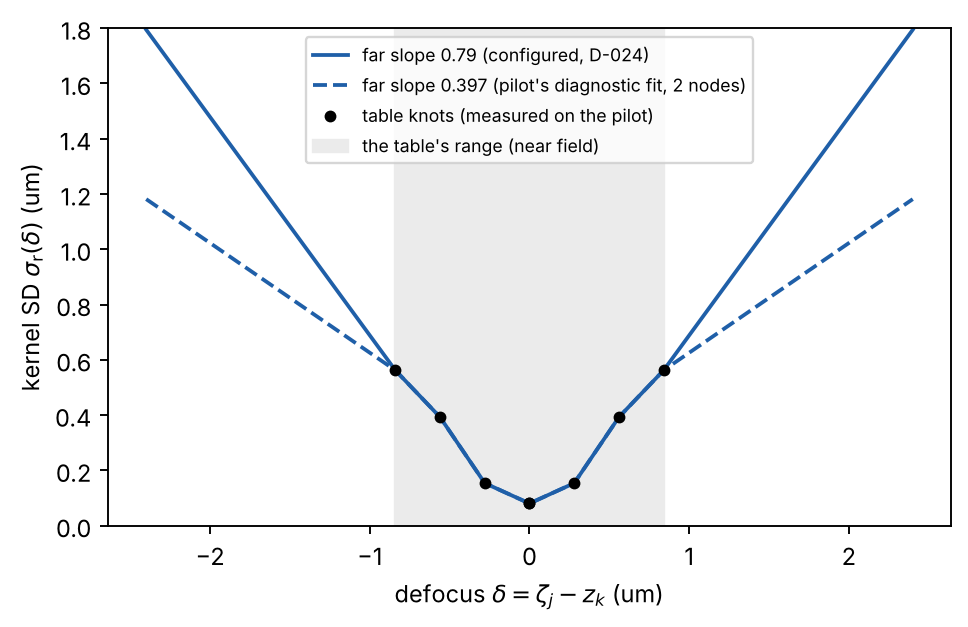 far slope 0.79 (configured, D-024)
far slope 0.397 (pilot's diagnostic fit, 2 nodes)
table knots (measured on the pilot)
the table's range (near field)
kernel SD σr(δ) (um)
1.8
1.6
1.4
1.2
1.0
0.8
0.6
0.4
0.2
0.0
−2
−1
0
1
2
defocus δ = ζj − zk (um)